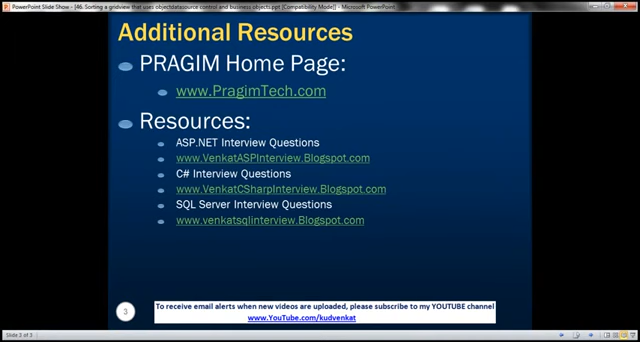 PowerPoint Slide Show - [46. Sorting a gridview that uses objectdatasource control and business objects.ppt [Compatibility Mode]] - Microsoft PowerPoint
Additional Resources
PRAGIM Home Page:
www.PragimTech.com
Resources:
ASP.NET Interview Questions
www.VenkatASPInterview.Blogspot.com
C# Interview Questions
www.VenkatCSharpInterview.Blogspot.com
SQL Server Interview Questions
www.venkatsqlinterview.Blogspot.com
3
To receive email alerts when new videos are uploaded, please subscribe to my YOUTUBE channel
www.YouTube.com/kudvenkat
Slide 3 of 3